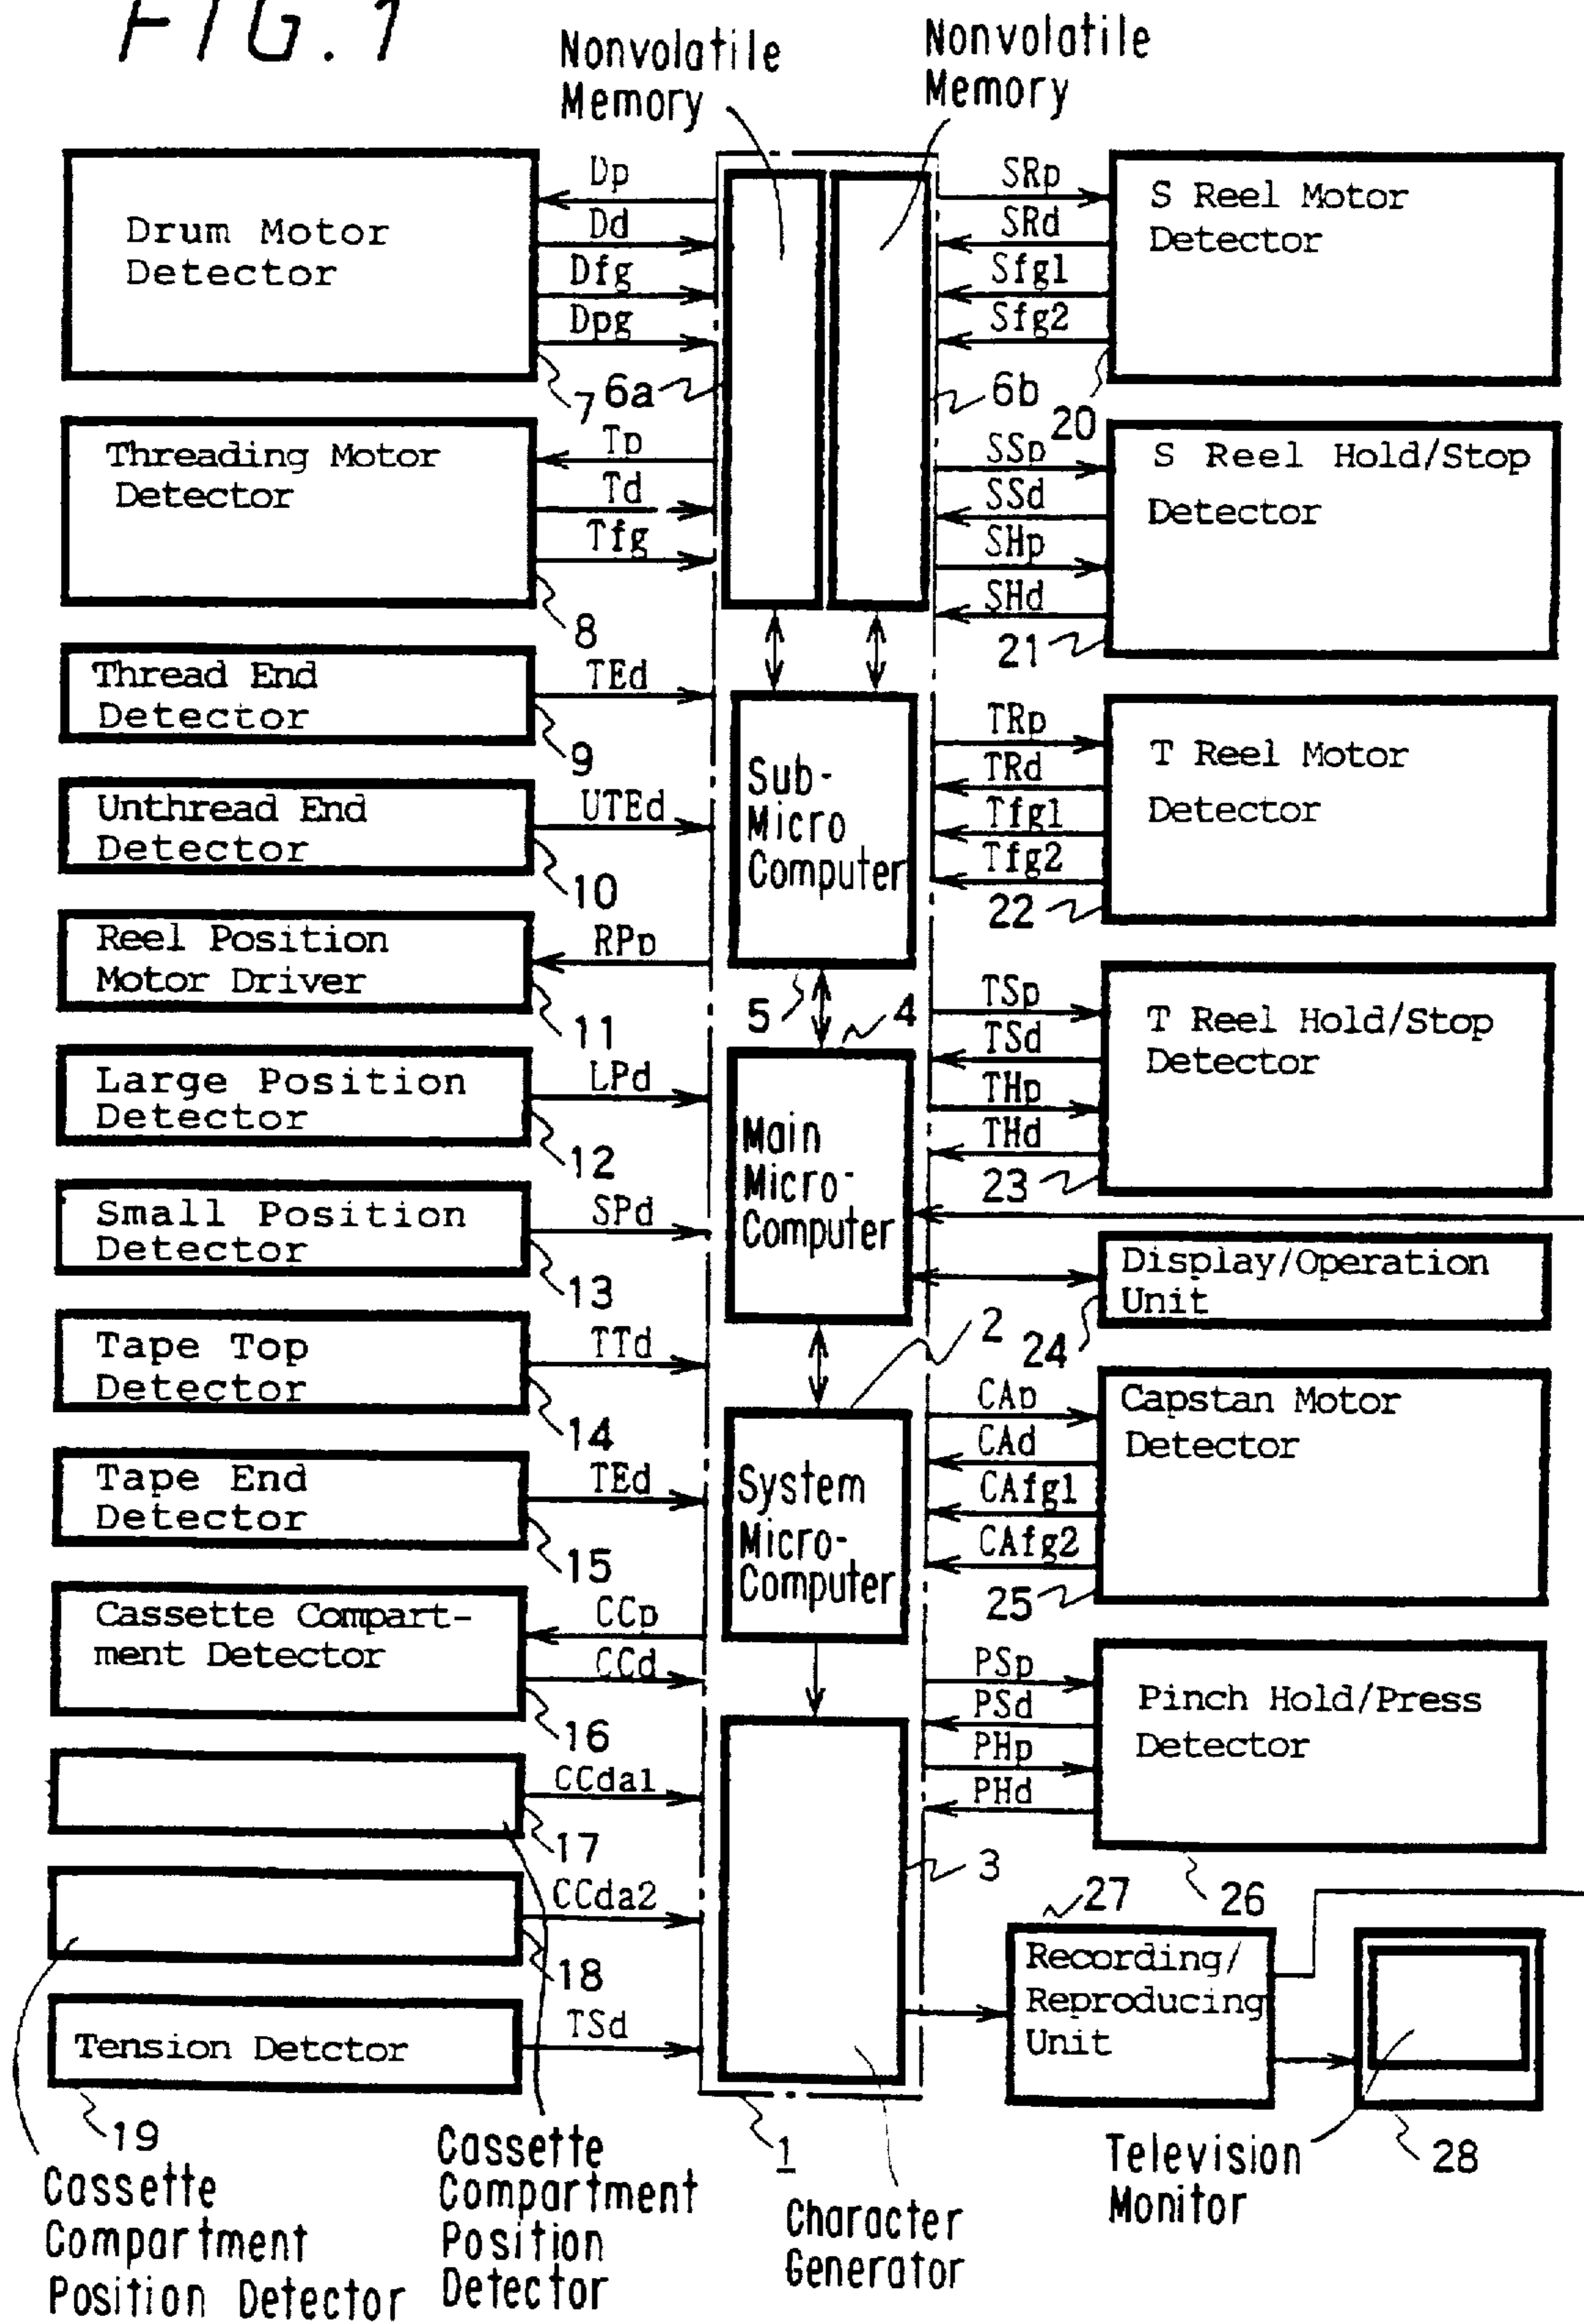 FIG. 1
Nonvolatile
Memory
Nonvolatile
Memory
Drum Motor
Detector
Dp
Dd
Dfg
Dpg
7
6a
6b
SRp
SRd
Sfg1
Sfg2
S Reel Motor
Detector
20
Threading Motor
Detector
Tp
Td
Tfg
8
SSp
SSd
SHp
SHd
S Reel Hold/Stop
Detector
21
Thread End
Detector
TEd
9
Unthread End
Detector
UTEd
10
Sub-
Micro
Computer
5
TRp
TRd
Tfg1
Tfg2
T Reel Motor
Detector
22
Reel Position
Motor Driver
RPp
11
4
Large Position
Detector
LPd
12
Main
Micro-
Computer
TSp
TSd
THp
THd
T Reel Hold/Stop
Detector
23
Small Position
Detector
SPd
13
Display/Operation
Unit
24
Tape Top
Detector
TTd
14
2
Tape End
Detector
TEd
15
System
Micro-
Computer
CAp
CAd
CAfg1
CAfg2
Capstan Motor
Detector
25
Cassette Compart-
ment Detector
CCp
CCd
16
PSp
PSd
PHp
PHd
Pinch Hold/Press
Detector
26
CCda1
17
CCda2
18
3
27
Recording/
Reproducing
Unit
Tension Detctor
TSd
19
1
28
Television
Monitor
Cassette
Compartment
Position Detector
Cassette
Compartment
Position
Detector
Character
Generator